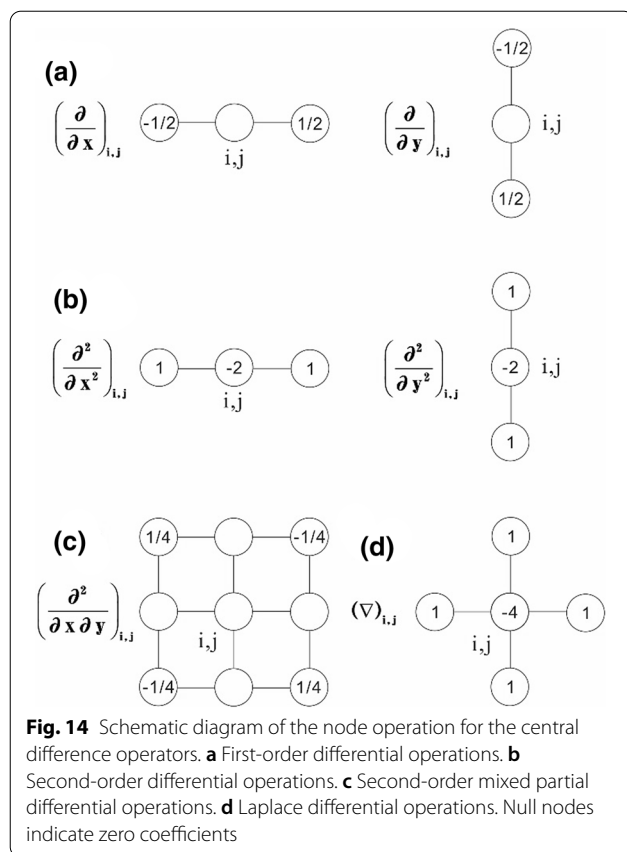 (a)
(∂/∂x)i,j
-1/2
1/2
i,j
(∂/∂y)i,j
-1/2
i,j
1/2
(b)
(∂²/∂x²)i,j
1
-2
1
i,j
(∂²/∂y²)i,j
1
-2
i,j
1
(c)
(∂²/∂x∂y)i,j
1/4
-1/4
i,j
-1/4
1/4
(d)
(∇)i,j
1
1
-4
1
i,j
1
Fig. 14 Schematic diagram of the node operation for the central
difference operators. a First-order differential operations. b
Second-order differential operations. c Second-order mixed partial
differential operations. d Laplace differential operations. Null nodes
indicate zero coefficients